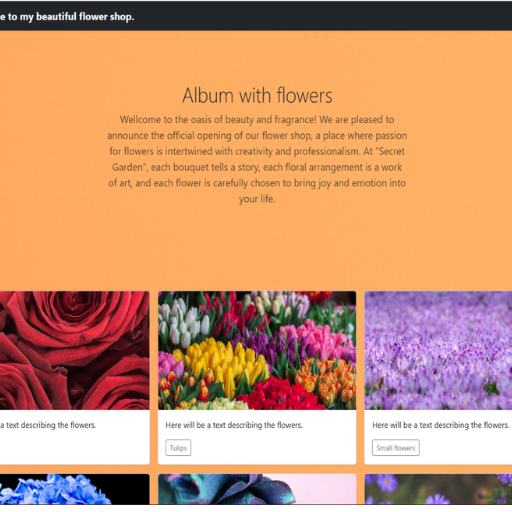 e to my beautiful flower shop.
Album with flowers
Wellcome to the oasis of beauty and fragrance! We are pleased to
announce the official opening of our flower shop, a place where passion
for flowers is intertwined with creativity and professionalism. At "Secret
Garden", each bouquet tells a story, each floral arrangement is a work
of art, and each flower is carefully chosen to bring joy and emotion into
your life.
a text describing the flowers.
Here will be a text describing the flowers.
Tulips
Here will be a text describing the flowers.
Small flowers